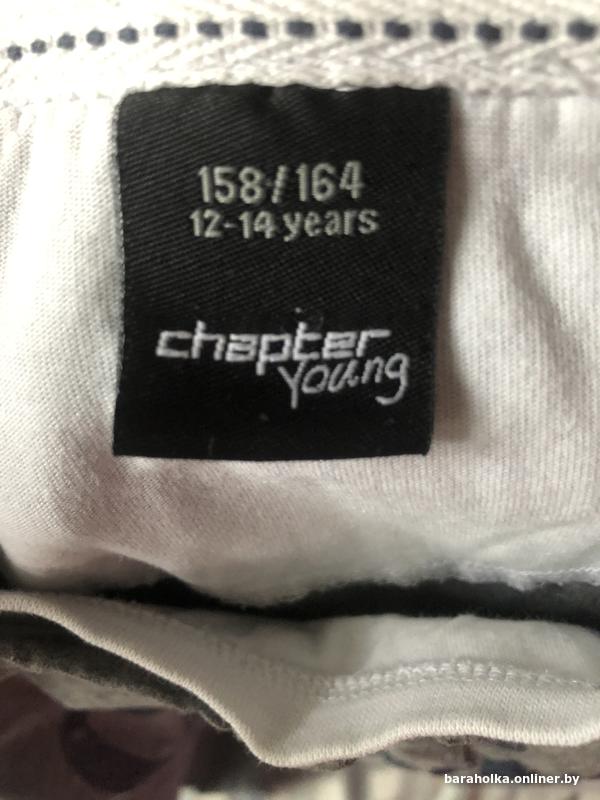 158/164
12-14 years
chapter
young
baraholka.onliner.by